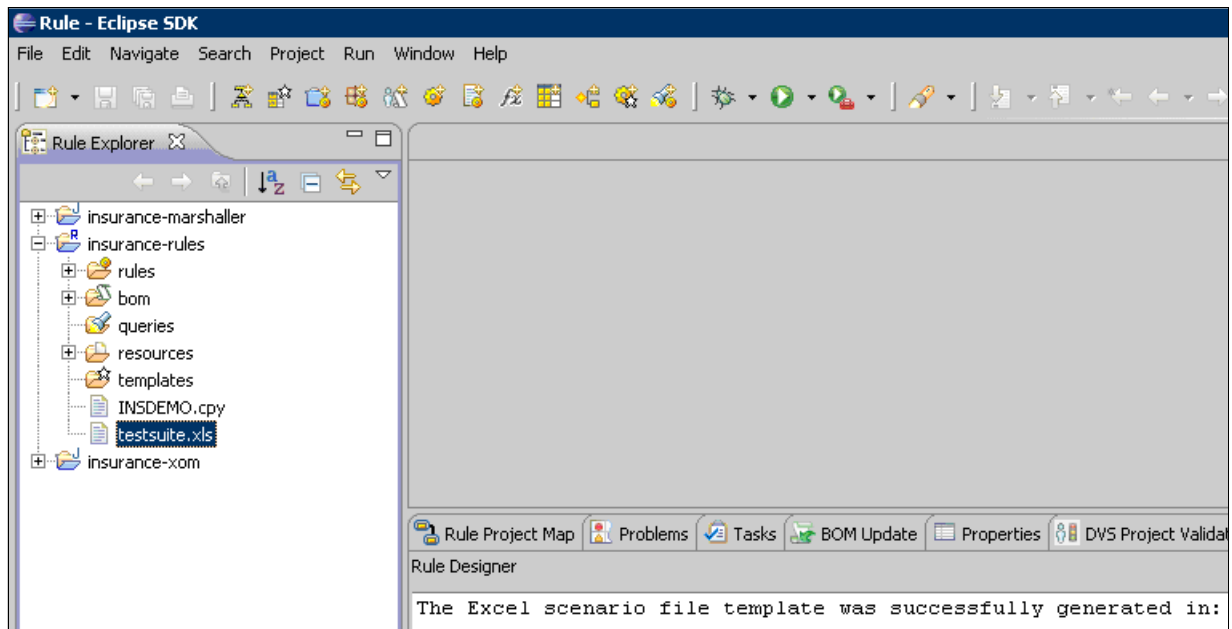 Rule - Eclipse SDK
File Edit Navigate Search Project Run Window Help
Rule Explorer
insurance-marshaller
insurance-rules
rules
bom
queries
resources
templates
INSDEMO.cpy
testsuite.xls
insurance-xom
Rule Project Map Problems Tasks BOM Update Properties DVS Project Validat
Rule Designer
The Excel scenario file template was successfully generated in: